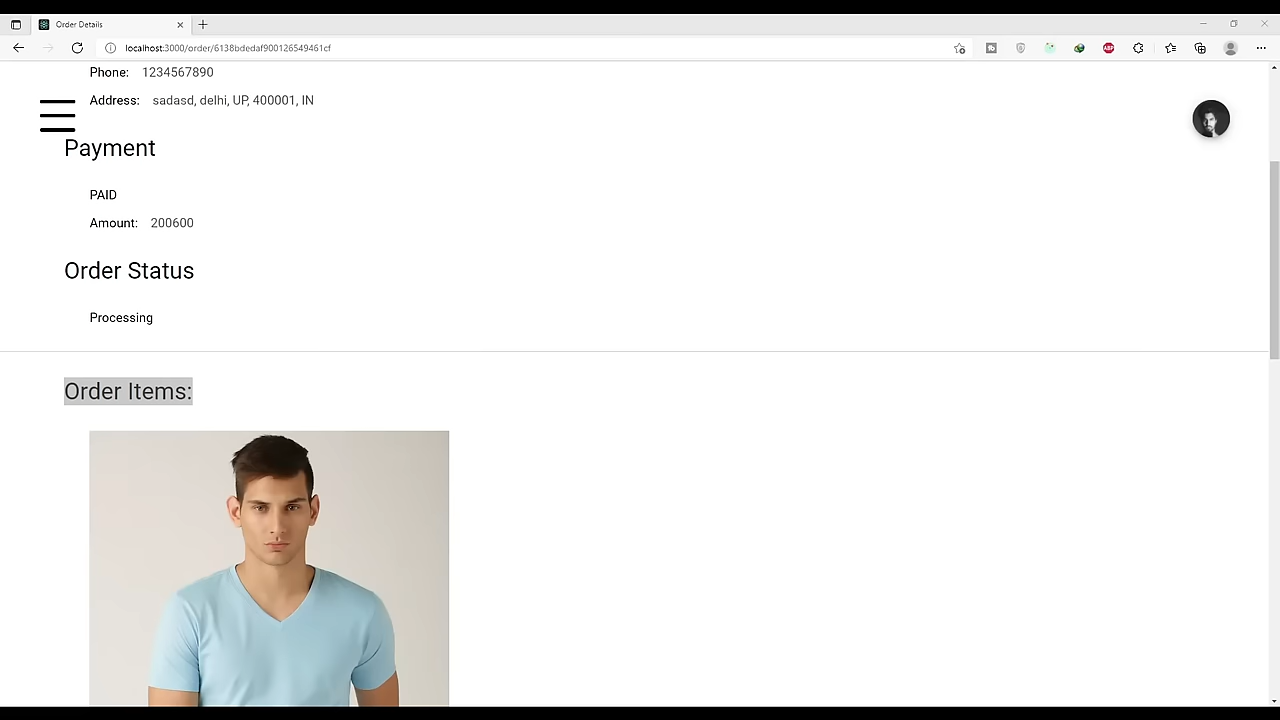 Order Details
localhost:3000/order/6138bdedaf900126549461cf
ABP
Phone: 1234567890
Address: sadasd, delhi, UP, 400001, IN
Payment
PAID
Amount: 200600
Order Status
Processing
Order Items: